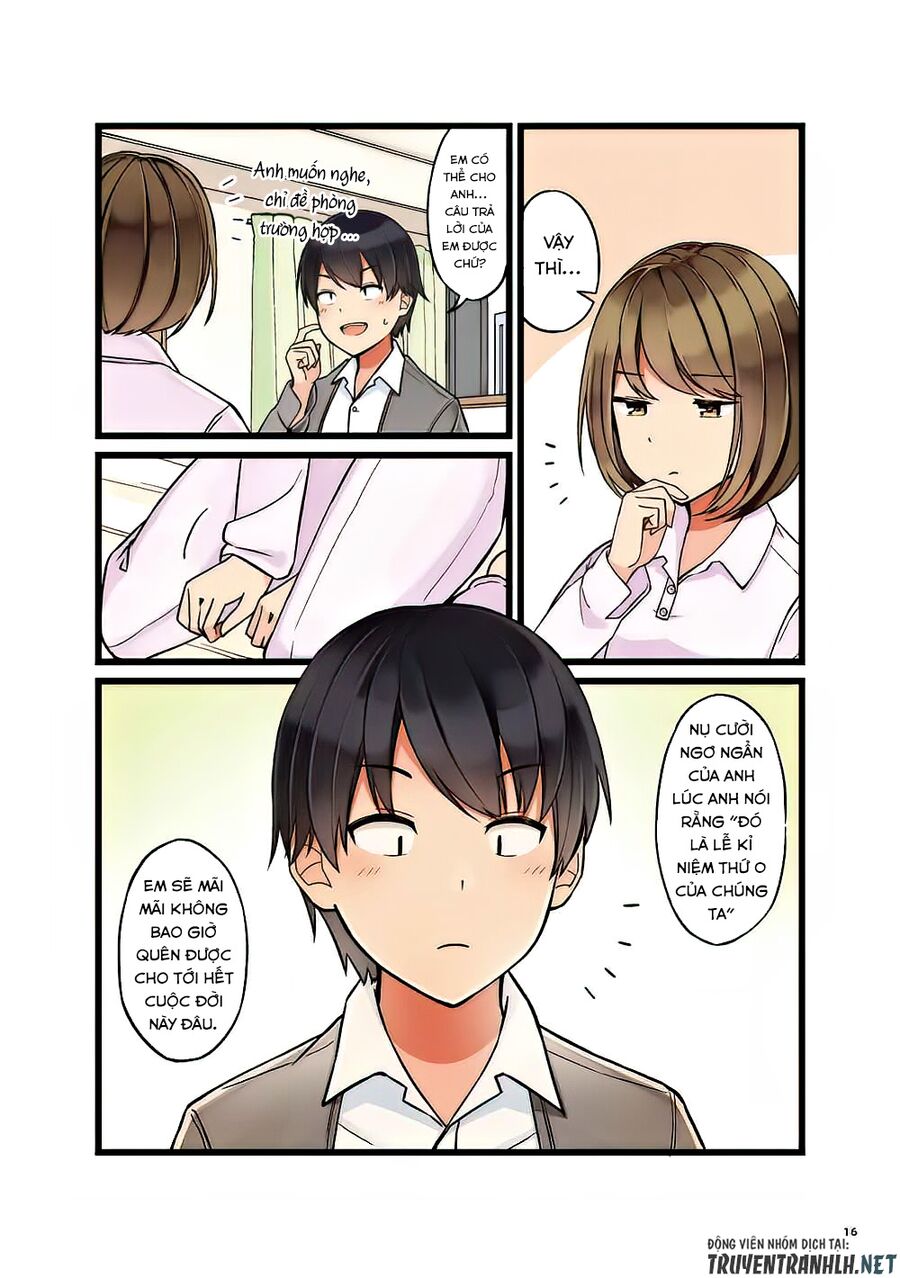 VẬY
THÌ...
EM CÓ
THỂ CHO
ANH...
CÂU TRẢ
LỜI CỦA
EM ĐƯỢC
CHỨ?
Anh muốn nghe,
chỉ đề phòng
trường hợp ...
NỤ CƯỜI
NGƠ NGẨN
CỦA ANH
LÚC ANH NÓI
RẰNG “ĐÓ
LÀ LỄ KỈ
NIỆM THỨ 0
CỦA CHÚNG
TA”
EM SẼ MÃI
MÃI KHÔNG
BAO GIỜ
QUÊN ĐƯỢC
CHO TỚI HẾT
CUỘC ĐỜI
NÀY ĐÂU.
16
ĐỘNG VIÊN NHÓM DỊCH TẠI:
TRUYENTRANHLH.NET